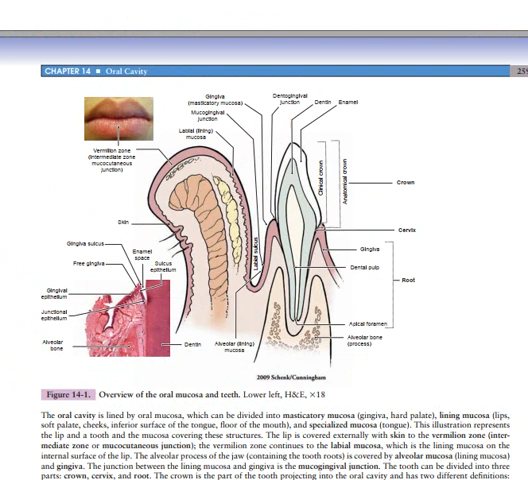 CHAPTER 14 ■ Oral Cavity
259
Gingiva
(masticatory mucosa)
Mucogingival
junction
Labial (lining)
mucosa
Dentogingival
junction
Dentin
Enamel
Vermilion zone
(intermediate zone
mucocutaneous
junction)
Clinical crown
Anatomical crown
Crown
Skin
Cervix
Gingiva sulcus
Free gingiva
Enamel
space
Sulcus
epithelium
Labial sulcus
Gingiva
Dental pulp
Root
Gingival
epithelium
Junctional
epithelium
Apical foramen
Alveolar
bone
Dentin
Alveolar (lining)
mucosa
Alveolar bone
(process)
2009 Schenk/Cunningham
Figure 14-1. Overview of the oral mucosa and teeth. Lower left, H&E, ×18
The oral cavity is lined by oral mucosa, which can be divided into masticatory mucosa (gingiva, hard palate), lining mucosa (lips,
soft palate, cheeks, inferior surface of the tongue, floor of the mouth), and specialized mucosa (tongue). This illustration represents
the lip and a tooth and the mucosa covering these structures. The lip is covered externally with skin to the vermilion zone (inter-
mediate zone or mucocutaneous junction); the vermilion zone continues to the labial mucosa, which is the lining mucosa on the
internal surface of the lip. The alveolar process of the jaw (containing the tooth roots) is covered by alveolar mucosa (lining mucosa)
and gingiva. The junction between the lining mucosa and gingiva is the mucogingival junction. The tooth can be divided into three
parts: crown, cervix, and root. The crown is the part of the tooth projecting into the oral cavity and has two different definitions: